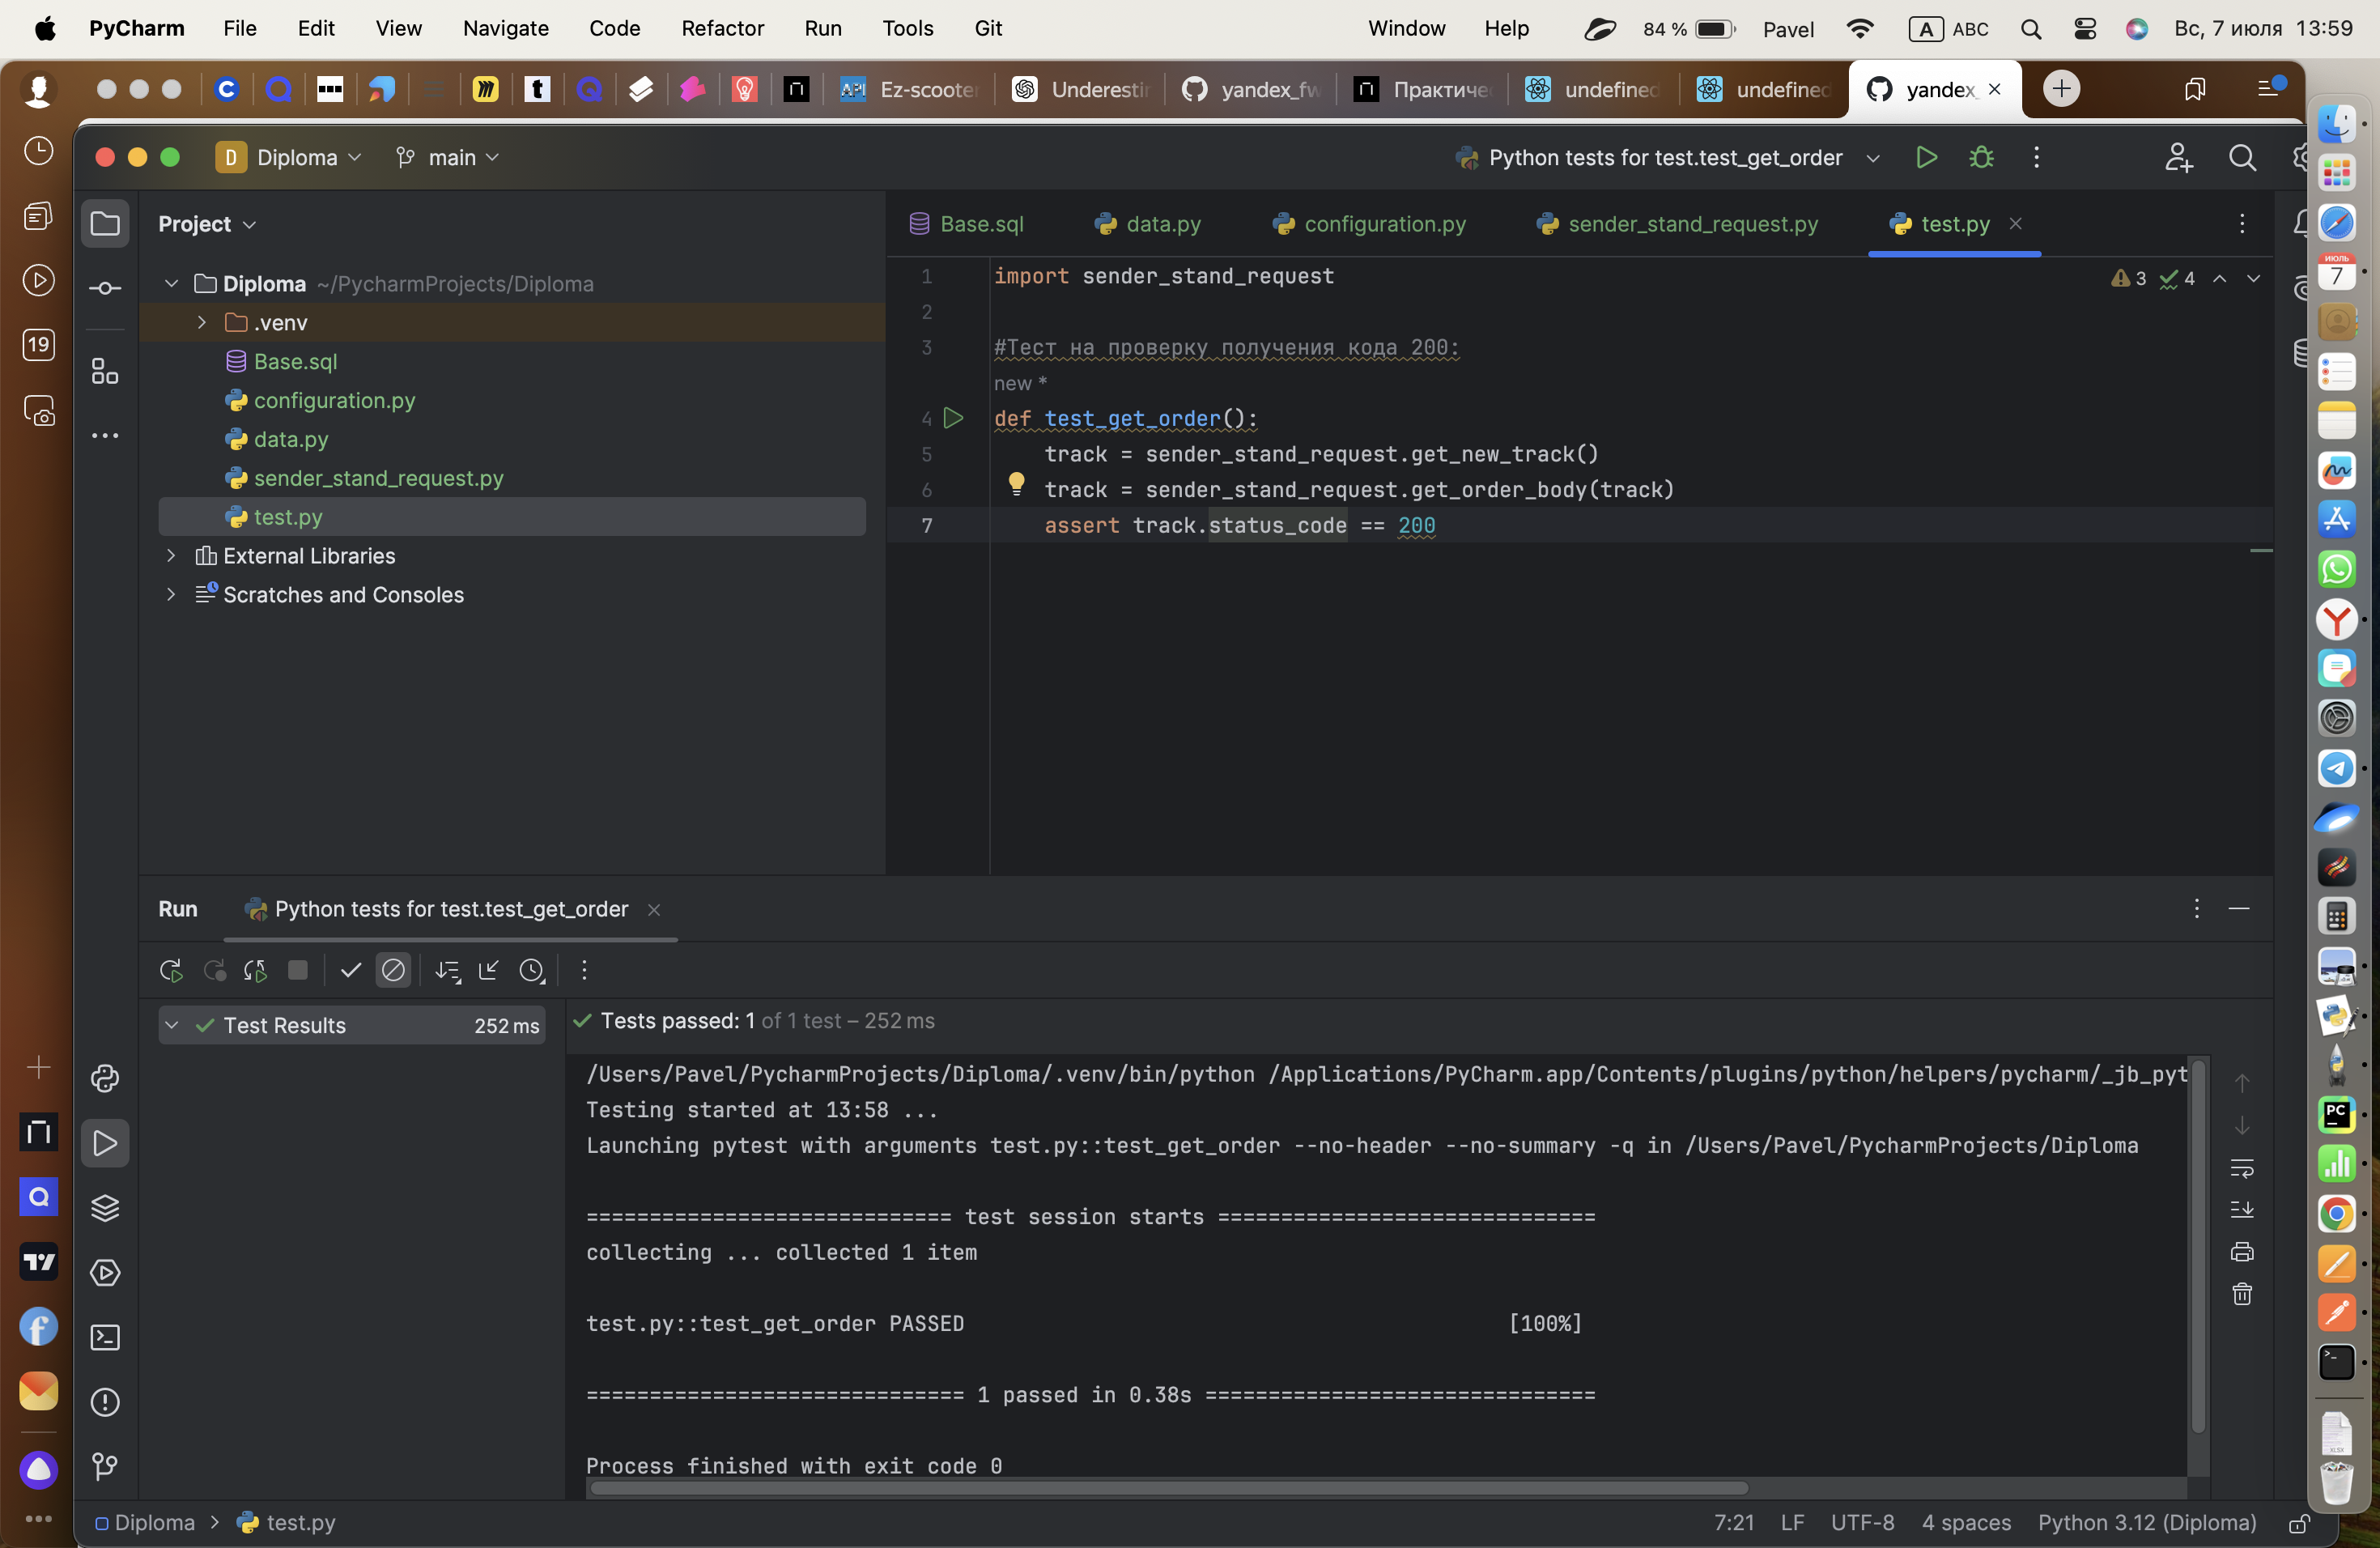 PyCharm File Edit View Navigate Code Refactor Run Tools Git Window Help 84 % Pavel A ABC Вс, 7 июля 13:59
Ez-scooter Underestin yandex_fw Практичес undefined undefined yandex_
D Diploma main Python tests for test.test_get_order
Project
Base.sql data.py configuration.py sender_stand_request.py test.py
Diploma ~/PycharmProjects/Diploma
.venv
Base.sql
configuration.py
data.py
sender_stand_request.py
test.py
External Libraries
Scratches and Consoles
3 4
1 import sender_stand_request
2
3 #Тест на проверку получения кода 200:
new *
4 def test_get_order():
5 track = sender_stand_request.get_new_track()
6 track = sender_stand_request.get_order_body(track)
7 assert track.status_code == 200
19
Run Python tests for test.test_get_order
Test Results 252 ms
Tests passed: 1 of 1 test – 252 ms
/Users/Pavel/PycharmProjects/Diploma/.venv/bin/python /Applications/PyCharm.app/Contents/plugins/python/helpers/pycharm/_jb_pyt
Testing started at 13:58 ...
Launching pytest with arguments test.py::test_get_order --no-header --no-summary -q in /Users/Pavel/PycharmProjects/Diploma
============================= test session starts ==============================
collecting ... collected 1 item
test.py::test_get_order PASSED [100%]
============================== 1 passed in 0.38s ===============================
Process finished with exit code 0
Diploma > test.py 7:21 LF UTF-8 4 spaces Python 3.12 (Diploma)
ИЮЛЬ
7
PC
XLSX